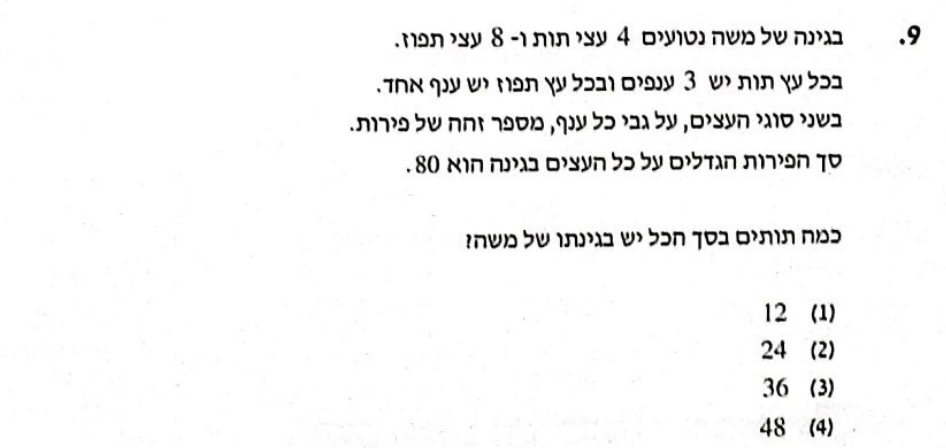 9. בגינה של משה נטועים 4 עצי תות ו- 8 עצי תפוז.
בכל עץ תות יש 3 ענפים ובכל עץ תפוז יש ענף אחד.
בשני סוגי העצים, על גבי כל ענף, מספר זהה של פירות.
סך הפירות הגדלים על כל העצים בגינה הוא 80.
כמה תותים בסך הכל יש בגינתו של משה?
(1) 12
(2) 24
(3) 36
(4) 48